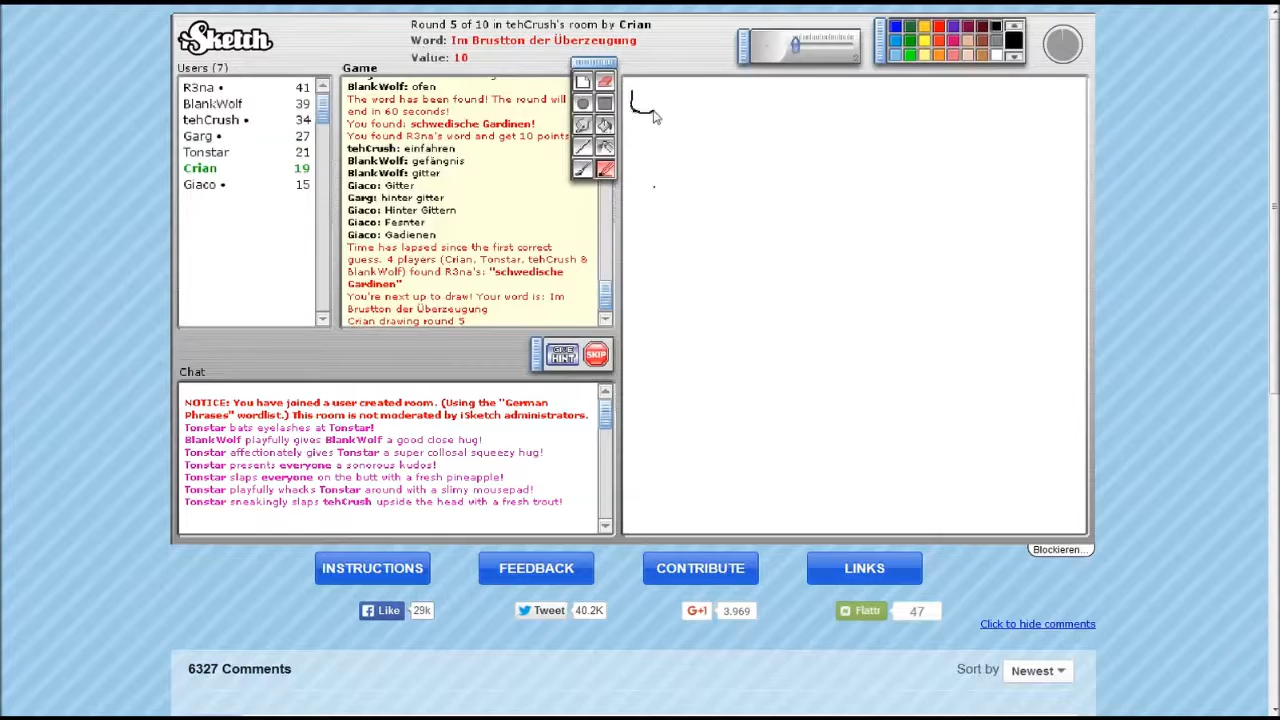 iSketch
Round 5 of 10 in tehCrush's room by Crian
Word: Im Brustton der Überzeugung
Value: 10
Users (7)
R3na • 41
BlankWolf 39
tehCrush • 34
Garg • 27
Tonstar 21
Crian 19
Giaco • 15
Game
BlankWolf: ofen
The word has been found! The round will
end in 60 seconds!
You found: schwedische Gardinen!
You found R3na's word and get 10 points
tehCrush: einfahren
BlankWolf: gefängnis
BlankWolf: gitter
Giaco: Gitter
Garg: hinter gitter
Giaco: Hinter Gittern
Giaco: Fesnter
Giaco: Gadienen
Time has lapsed since the first correct
guess. 4 players (Crian, Tonstar, tehCrush &
BlankWolf) found R3na's: "schwedische
Gardinen"
You're next up to draw! Your word is: Im
Brustton der Überzeugung
Crian drawing round 5
GIVE HINT
SKIP
2
Chat
NOTICE: You have joined a user created room. (Using the "German
Phrases" wordlist.) This room is not moderated by iSketch administrators.
Tonstar bats eyelashes at Tonstar!
BlankWolf playfully gives BlankWolf a good close hug!
Tonstar affectionately gives Tonstar a super collosal squeezy hug!
Tonstar presents everyone a sonorous kudos!
Tonstar slaps everyone on the butt with a fresh pineapple!
Tonstar playfully whacks Tonstar around with a slimy mousepad!
Tonstar sneakingly slaps tehCrush upside the head with a fresh trout!
Blockieren...
INSTRUCTIONS FEEDBACK CONTRIBUTE LINKS
Like 29k Tweet 40.2K G+1 3.969 Flattr 47
Click to hide comments
6327 Comments Sort by Newest